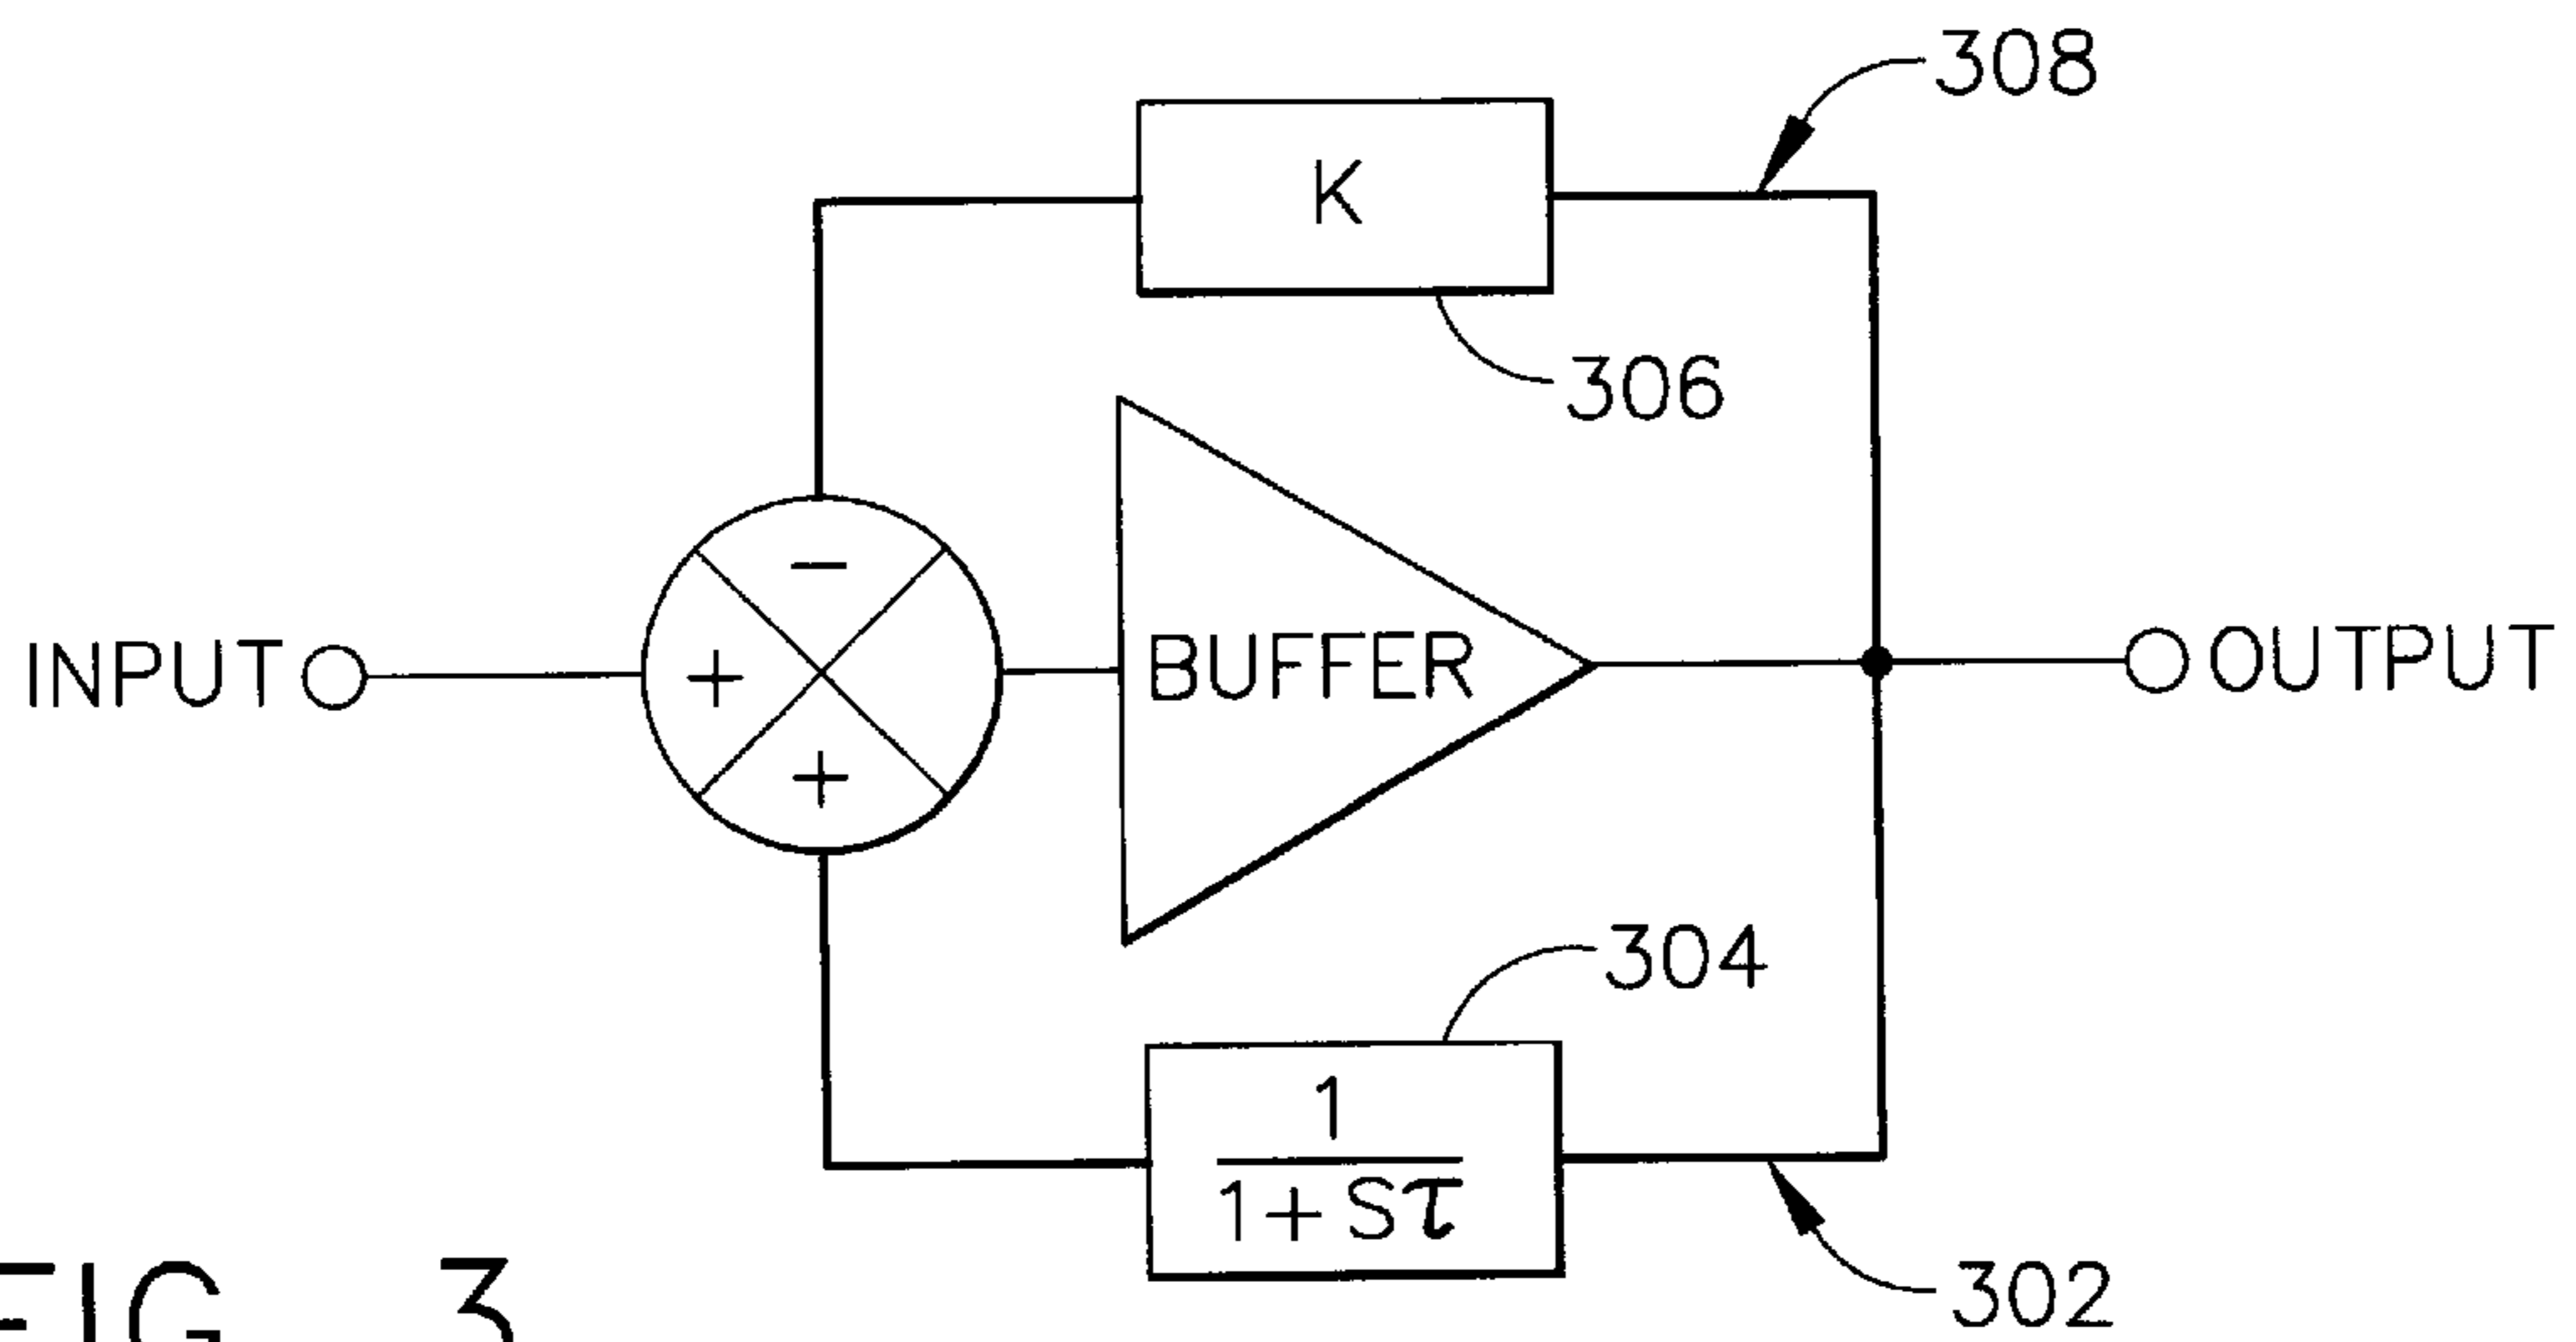 308
K
306
−
INPUT
+
BUFFER
OUTPUT
+
304
1
1+Sτ
302
FIG. 3